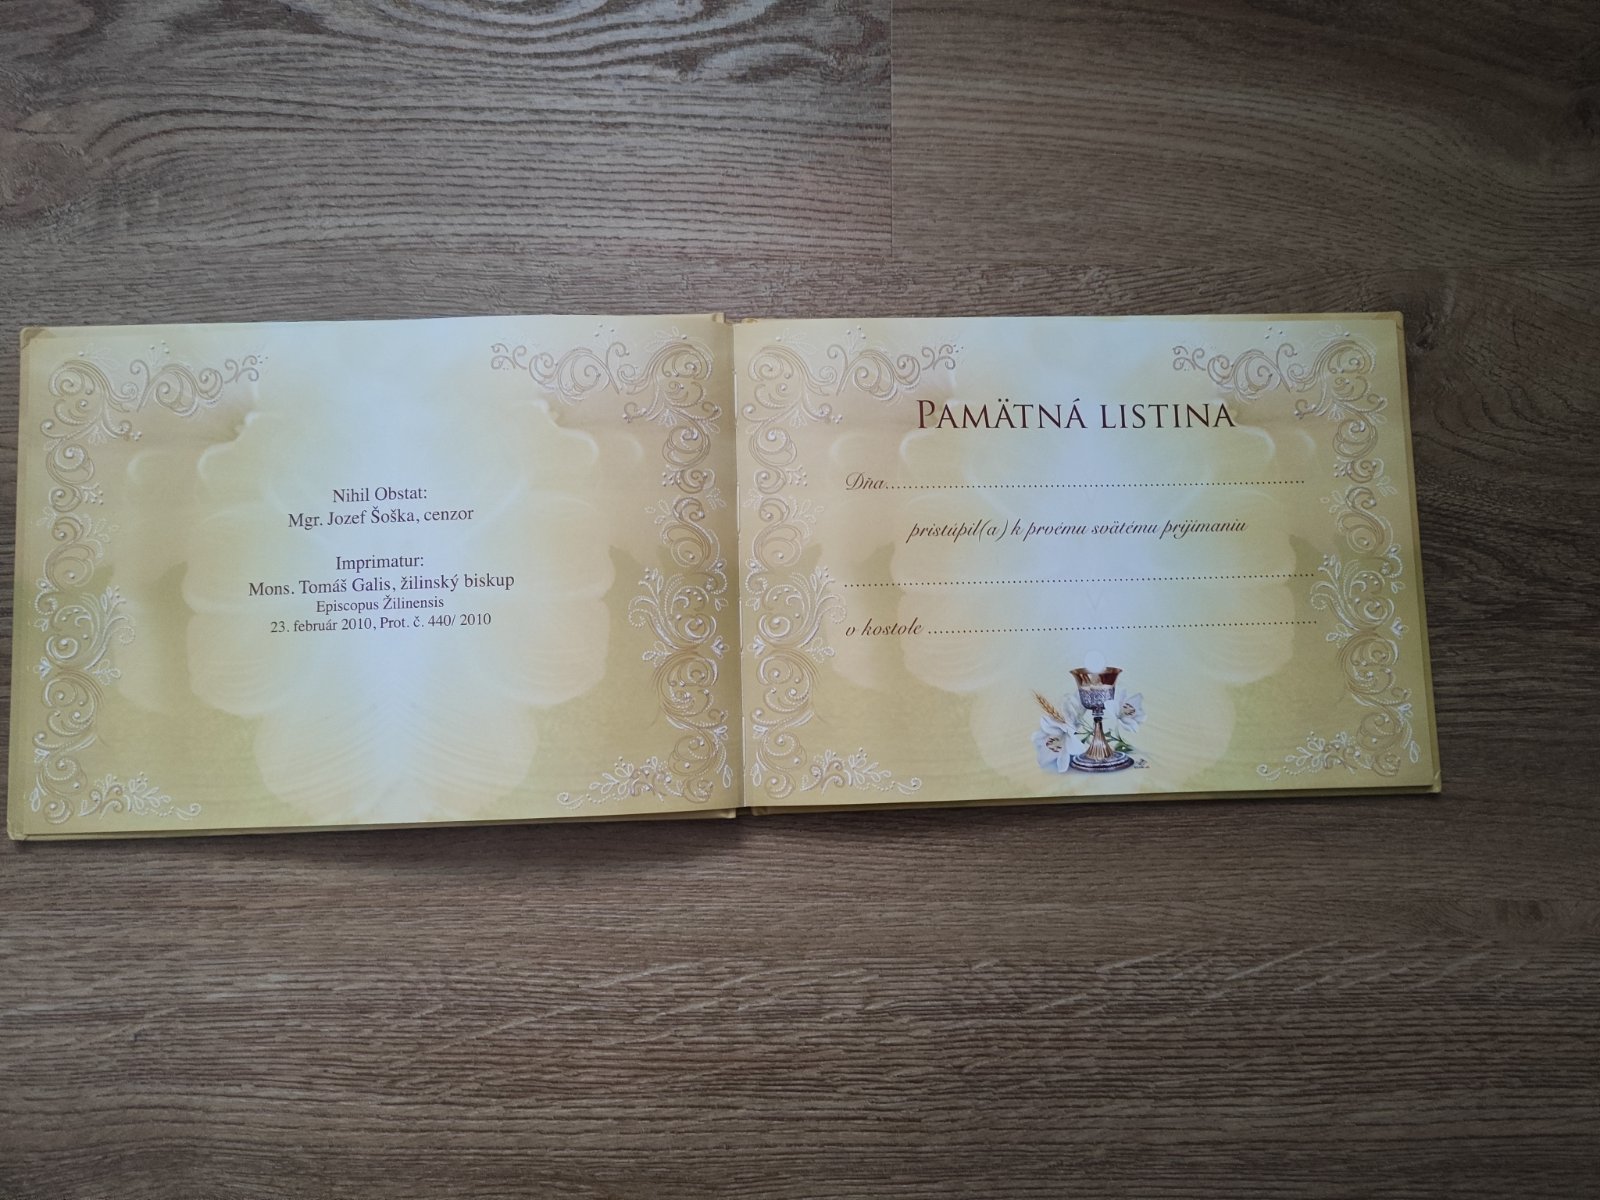 Nihil Obstat:
Mgr. Jozef Šoška, cenzor
Imprimatur:
Mons. Tomáš Galis, žilinský biskup
Episcopus Žilinensis
23. február 2010, Prot. č. 440/ 2010
PAMÄTNÁ LISTINA
Dňa...........................................................................
pristúpil(a) k prvému svätému prijímaniu
....................................................................................
v kostole ......................................................................